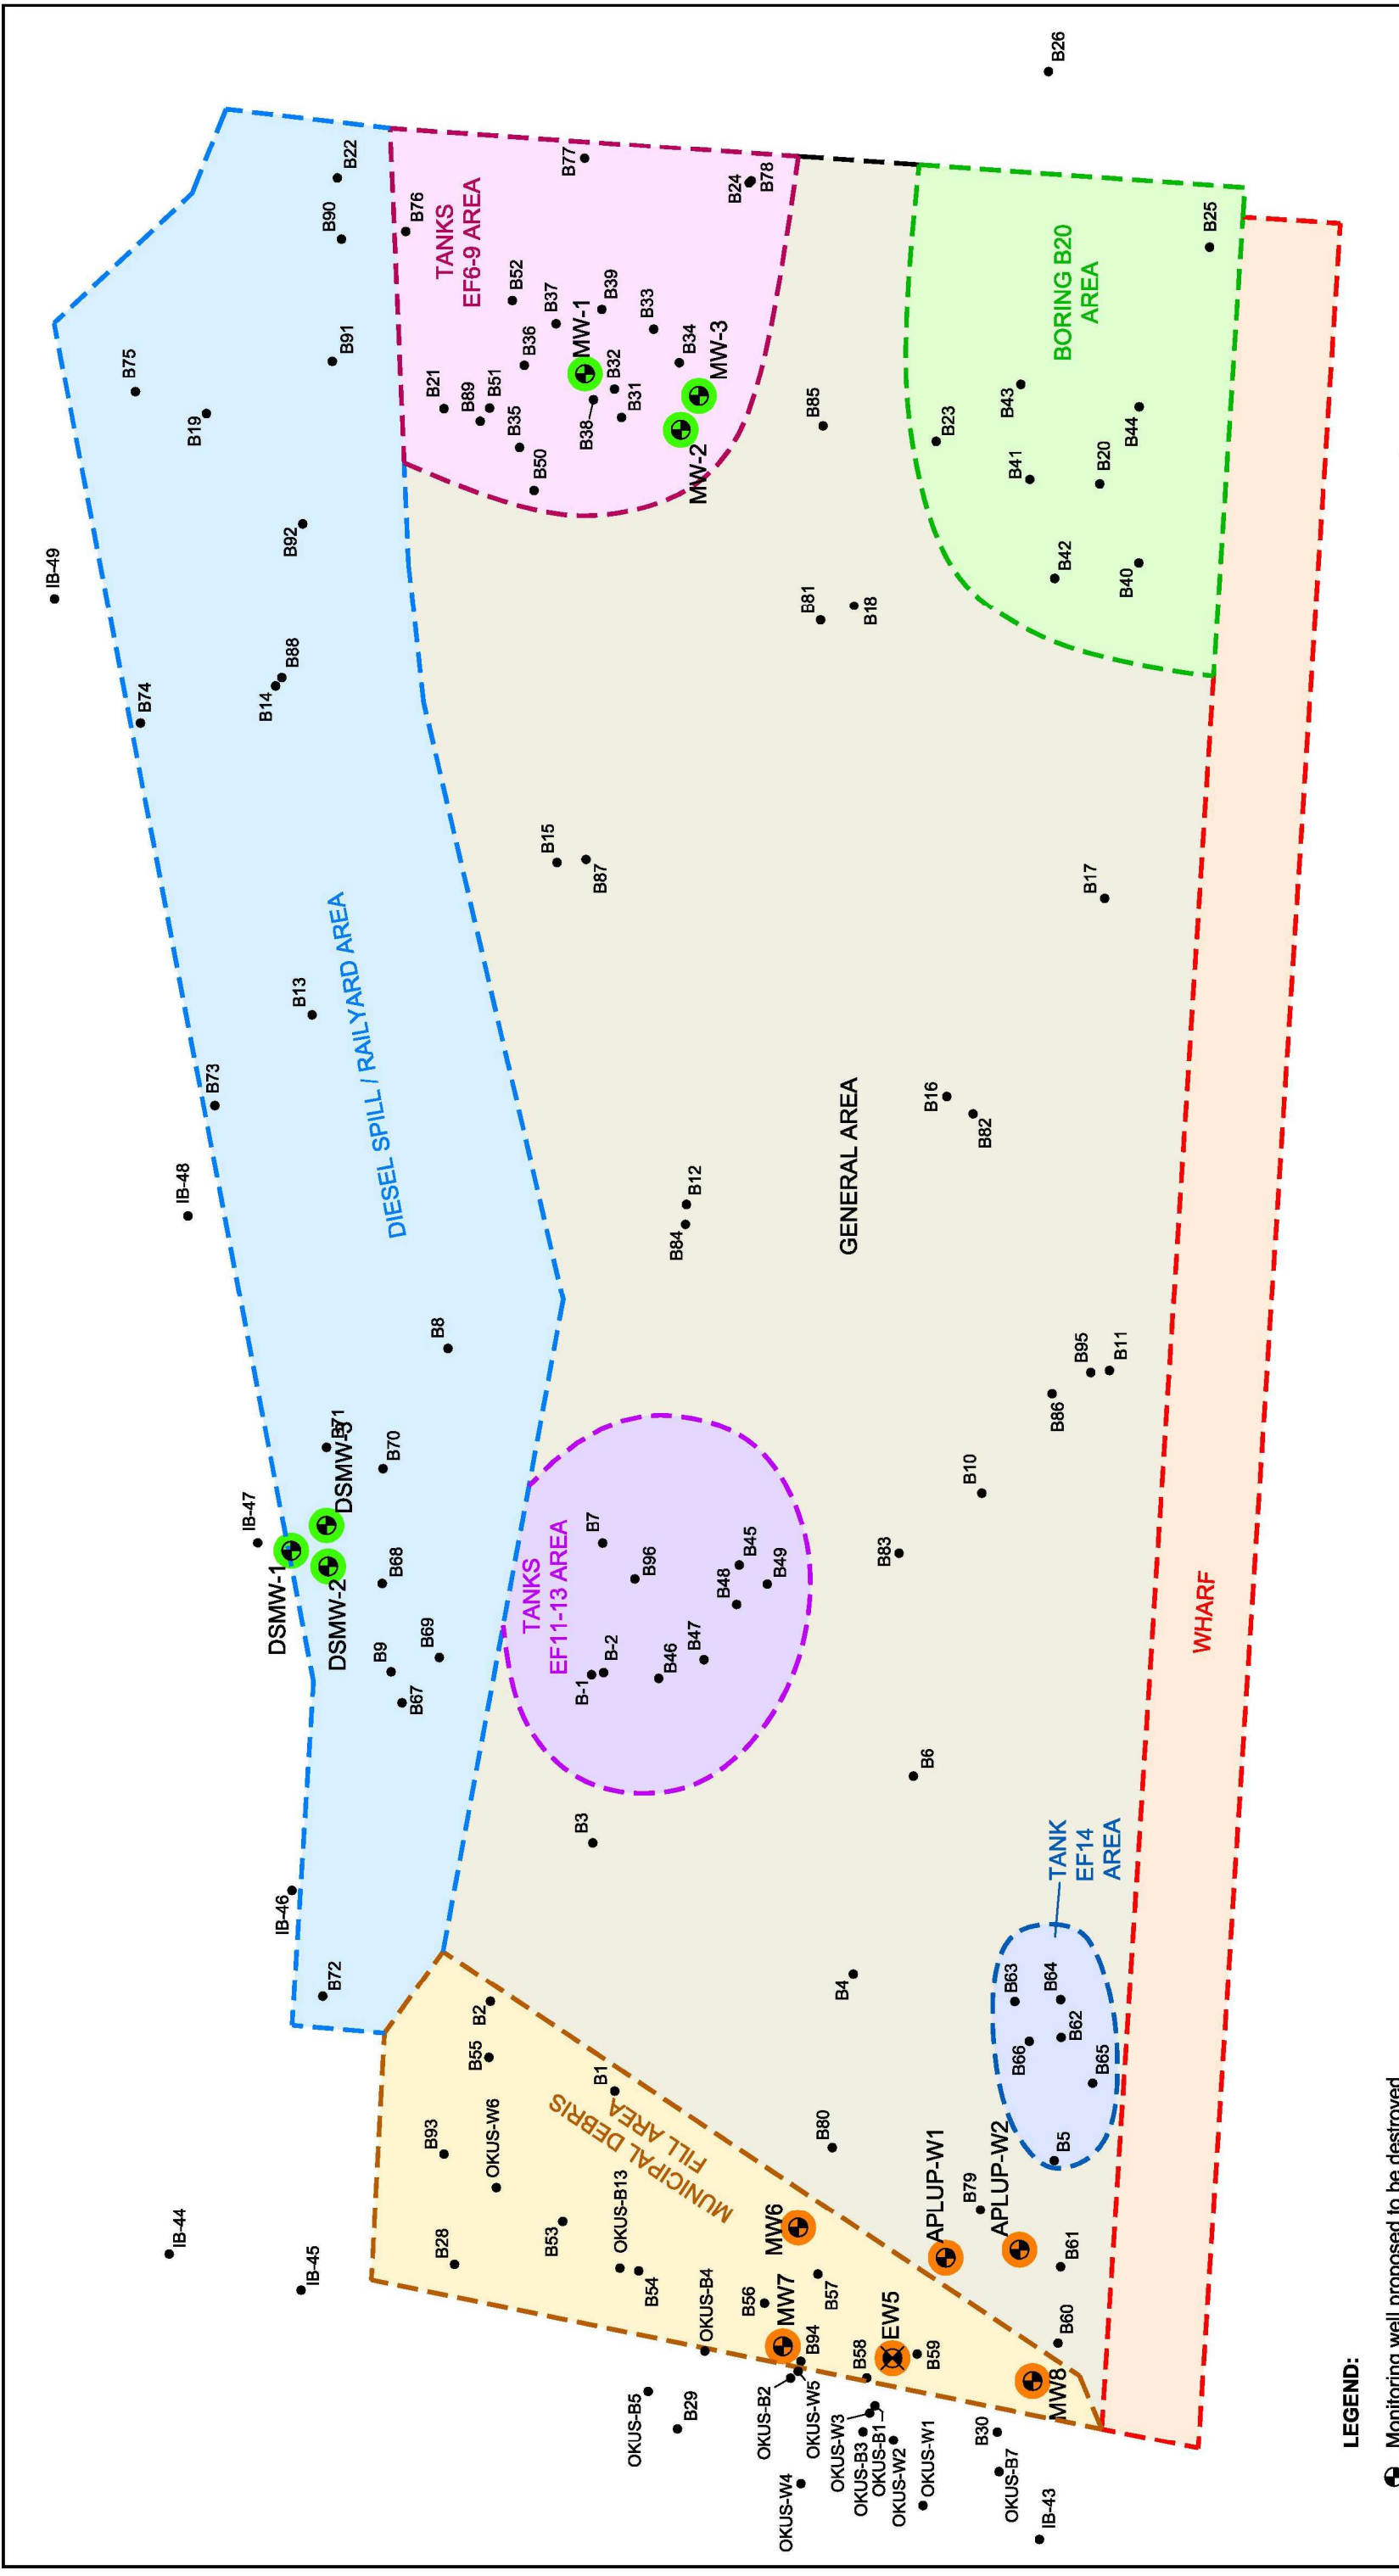 IB-44
IB-45
IB-46
IB-47
IB-48
IB-49
B72
DSMW-1
DSMW-2
DSMW-3
B71
B70
B68
B69
B9
B67
B8
B73
B13
DIESEL SPILL / RAILYARD AREA
B74
B14
B88
B92
B19
B75
B91
B90
B22
B28
B93
OKUS-W6
B55
B2
B53
OKUS-B13
B54
B1
MUNICIPAL DEBRIS
FILL AREA
OKUS-B4
OKUS-B5
B29
B56
MW6
MW7
B57
B94
OKUS-B2
OKUS-W5
OKUS-W4
OKUS-W3
OKUS-B3
OKUS-B1
OKUS-W2
OKUS-W1
B58
EW5
B59
B30
OKUS-B7
IB-43
MW8
B60
B61
APLUP-W1
APLUP-W2
B79
B80
B5
B65
B66
B62
B63
B64
TANK
EF14
AREA
B4
B3
B6
TANKS
EF11-13 AREA
B-1
B-2
B46
B47
B96
B7
B48
B45
B49
B83
B10
B86
B95
B11
B84
B12
GENERAL AREA
B16
B82
B15
B87
B17
B81
B18
B85
TANKS
EF6-9 AREA
B76
B77
B24
B78
B21
B89
B51
B52
B35
B50
B36
B37
MW-1
B39
B38
B32
B31
B33
B34
MW-2
MW-3
BORING B20
AREA
B23
B43
B41
B20
B44
B42
B40
B25
B26
WHARF
LEGEND:
Monitoring well proposed to be destroyed